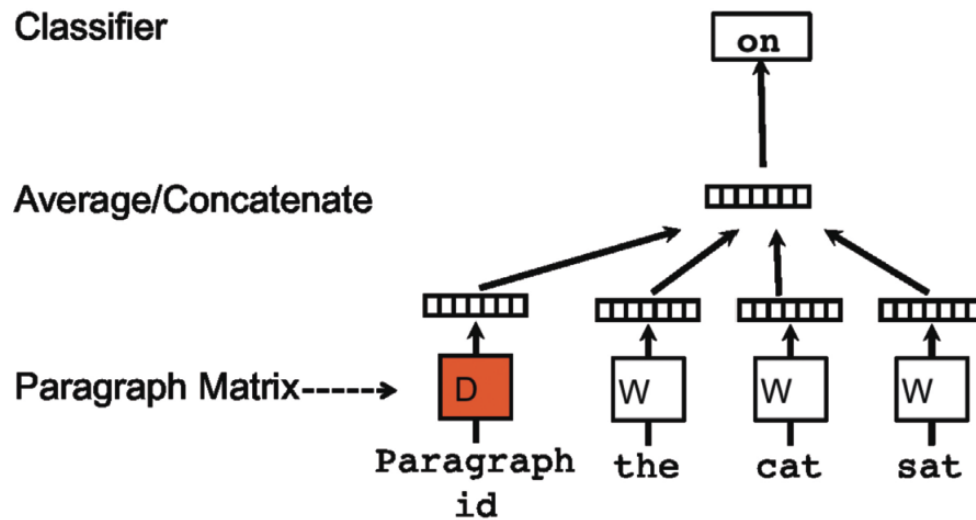 Classifier
on
Average/Concatenate
Paragraph Matrix
D
W
W
W
Paragraph
id
the
cat
sat